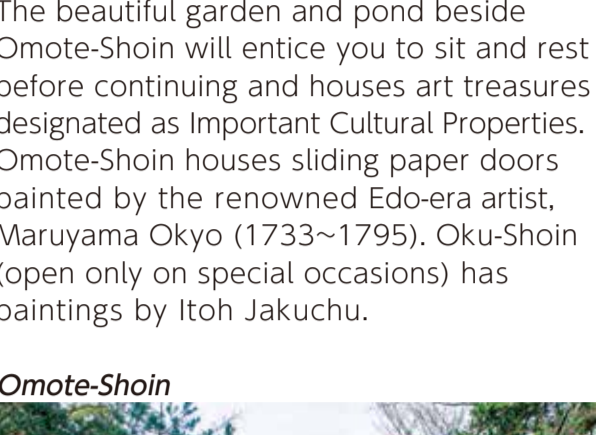 The beautiful garden and pond beside
Omote-Shoin will entice you to sit and rest
before continuing and houses art treasures
designated as Important Cultural Properties.
Omote-Shoin houses sliding paper doors
painted by the renowned Edo-era artist,
Maruyama Okyo (1733~1795). Oku-Shoin
(open only on special occasions) has
paintings by Itoh Jakuchu.
Omote-Shoin